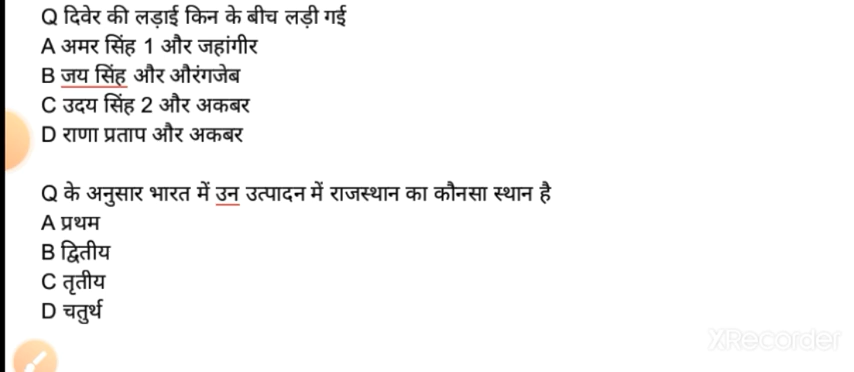 Q दिवेर की लड़ाई किन के बीच लड़ी गई
A अमर सिंह 1 और जहांगीर
B जय सिंह और औरंगजेब
C उदय सिंह 2 और अकबर
D राणा प्रताप और अकबर
Q के अनुसार भारत में उन उत्पादन में राजस्थान का कौनसा स्थान है
A प्रथम
B द्वितीय
C तृतीय
D चतुर्थ
XRecorder